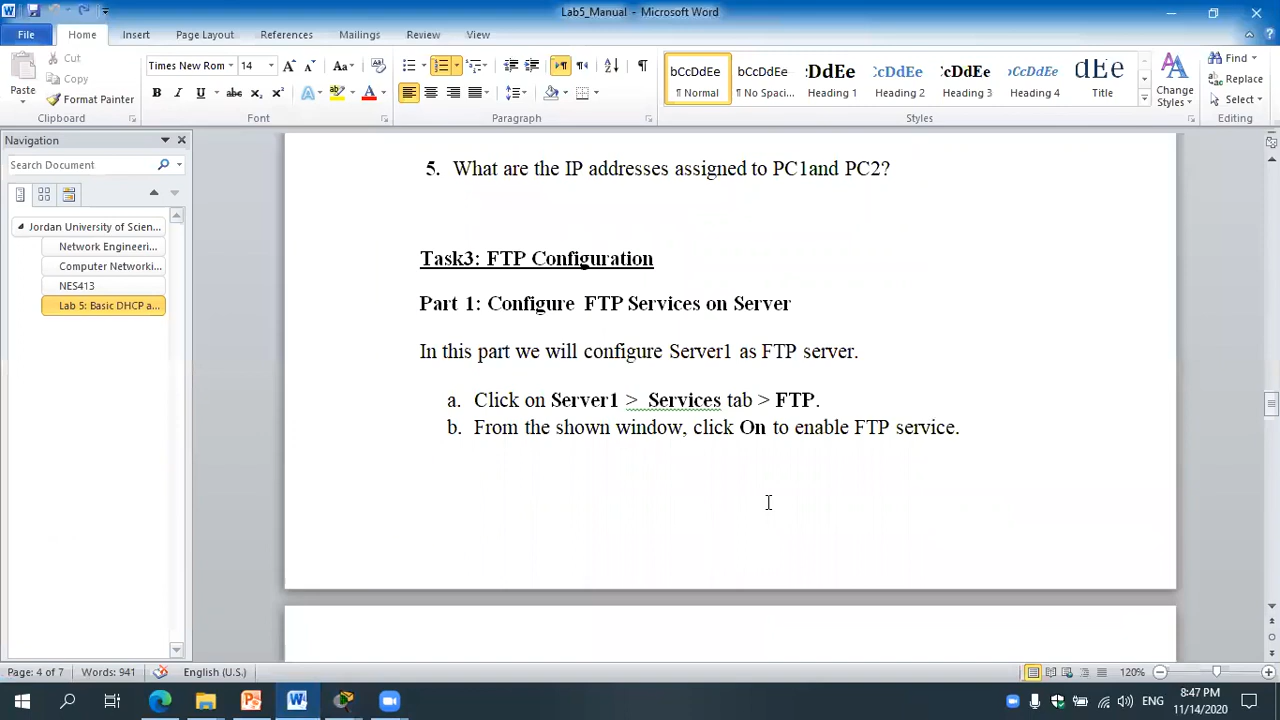 Lab5_Manual - Microsoft Word
File Home Insert Page Layout References Mailings Review View
Paste
Cut
Copy
Format Painter
Clipboard
Times New Rom 14
Font
Paragraph
bCcDdEe bCcDdEe :DdEe :cDdEe cCcDdEe cCcDdEe dEe
¶ Normal ¶ No Spaci... Heading 1 Heading 2 Heading 3 Heading 4 Title
Change
Styles
Styles
Find
Replace
Select
Editing
Navigation
Search Document
Jordan University of Scien...
Network Engineeri...
Computer Networki...
NES413
Lab 5: Basic DHCP a...
5. What are the IP addresses assigned to PC1and PC2?
Task3: FTP Configuration
Part 1: Configure FTP Services on Server
In this part we will configure Server1 as FTP server.
a. Click on Server1 > Services tab > FTP.
b. From the shown window, click On to enable FTP service.
Page: 4 of 7 Words: 941 English (U.S.) 120%
ENG
8:47 PM
11/14/2020